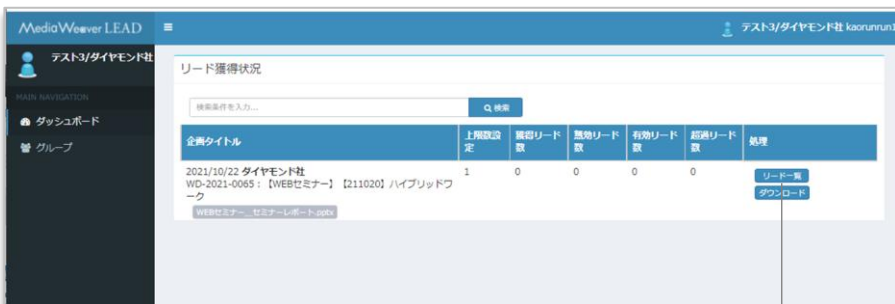 MediaWeaver LEAD
テスト3/ダイヤモンド社 kaorunrun1
テスト3/ダイヤモンド社
MAIN NAVIGATION
ダッシュボード
グループ
リード獲得状況
検索条件を入力...
検索
企画タイトル
上限数設定
獲得リード数
無効リード数
有効リード数
超過リード数
処理
2021/10/22 ダイヤモンド社
WD-2021-0065：【WEBセミナー】【211020】ハイブリッドワ
ーク
WEBセミナー__セミナーレポート.pptx
1
0
0
0
0
リード一覧
ダウンロード